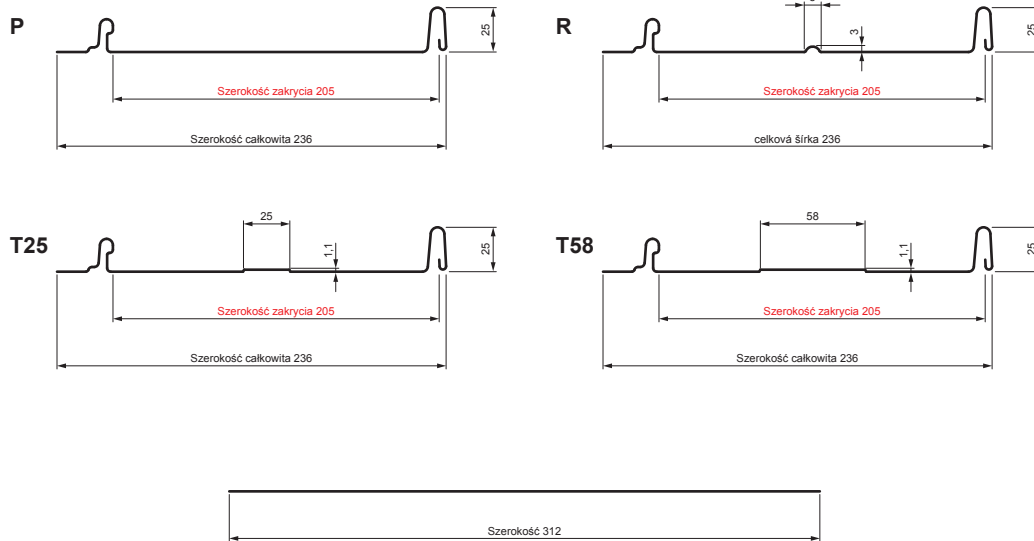 P
25
Szerokość zakrycia 205
Szerokość całkowita 236
R
3
25
Szerokość zakrycia 205
celková šírka 236
T25
25
1,1
25
Szerokość zakrycia 205
Szerokość całkowita 236
T58
58
1,1
25
Szerokość zakrycia 205
Szerokość całkowita 236
Szerokość 312